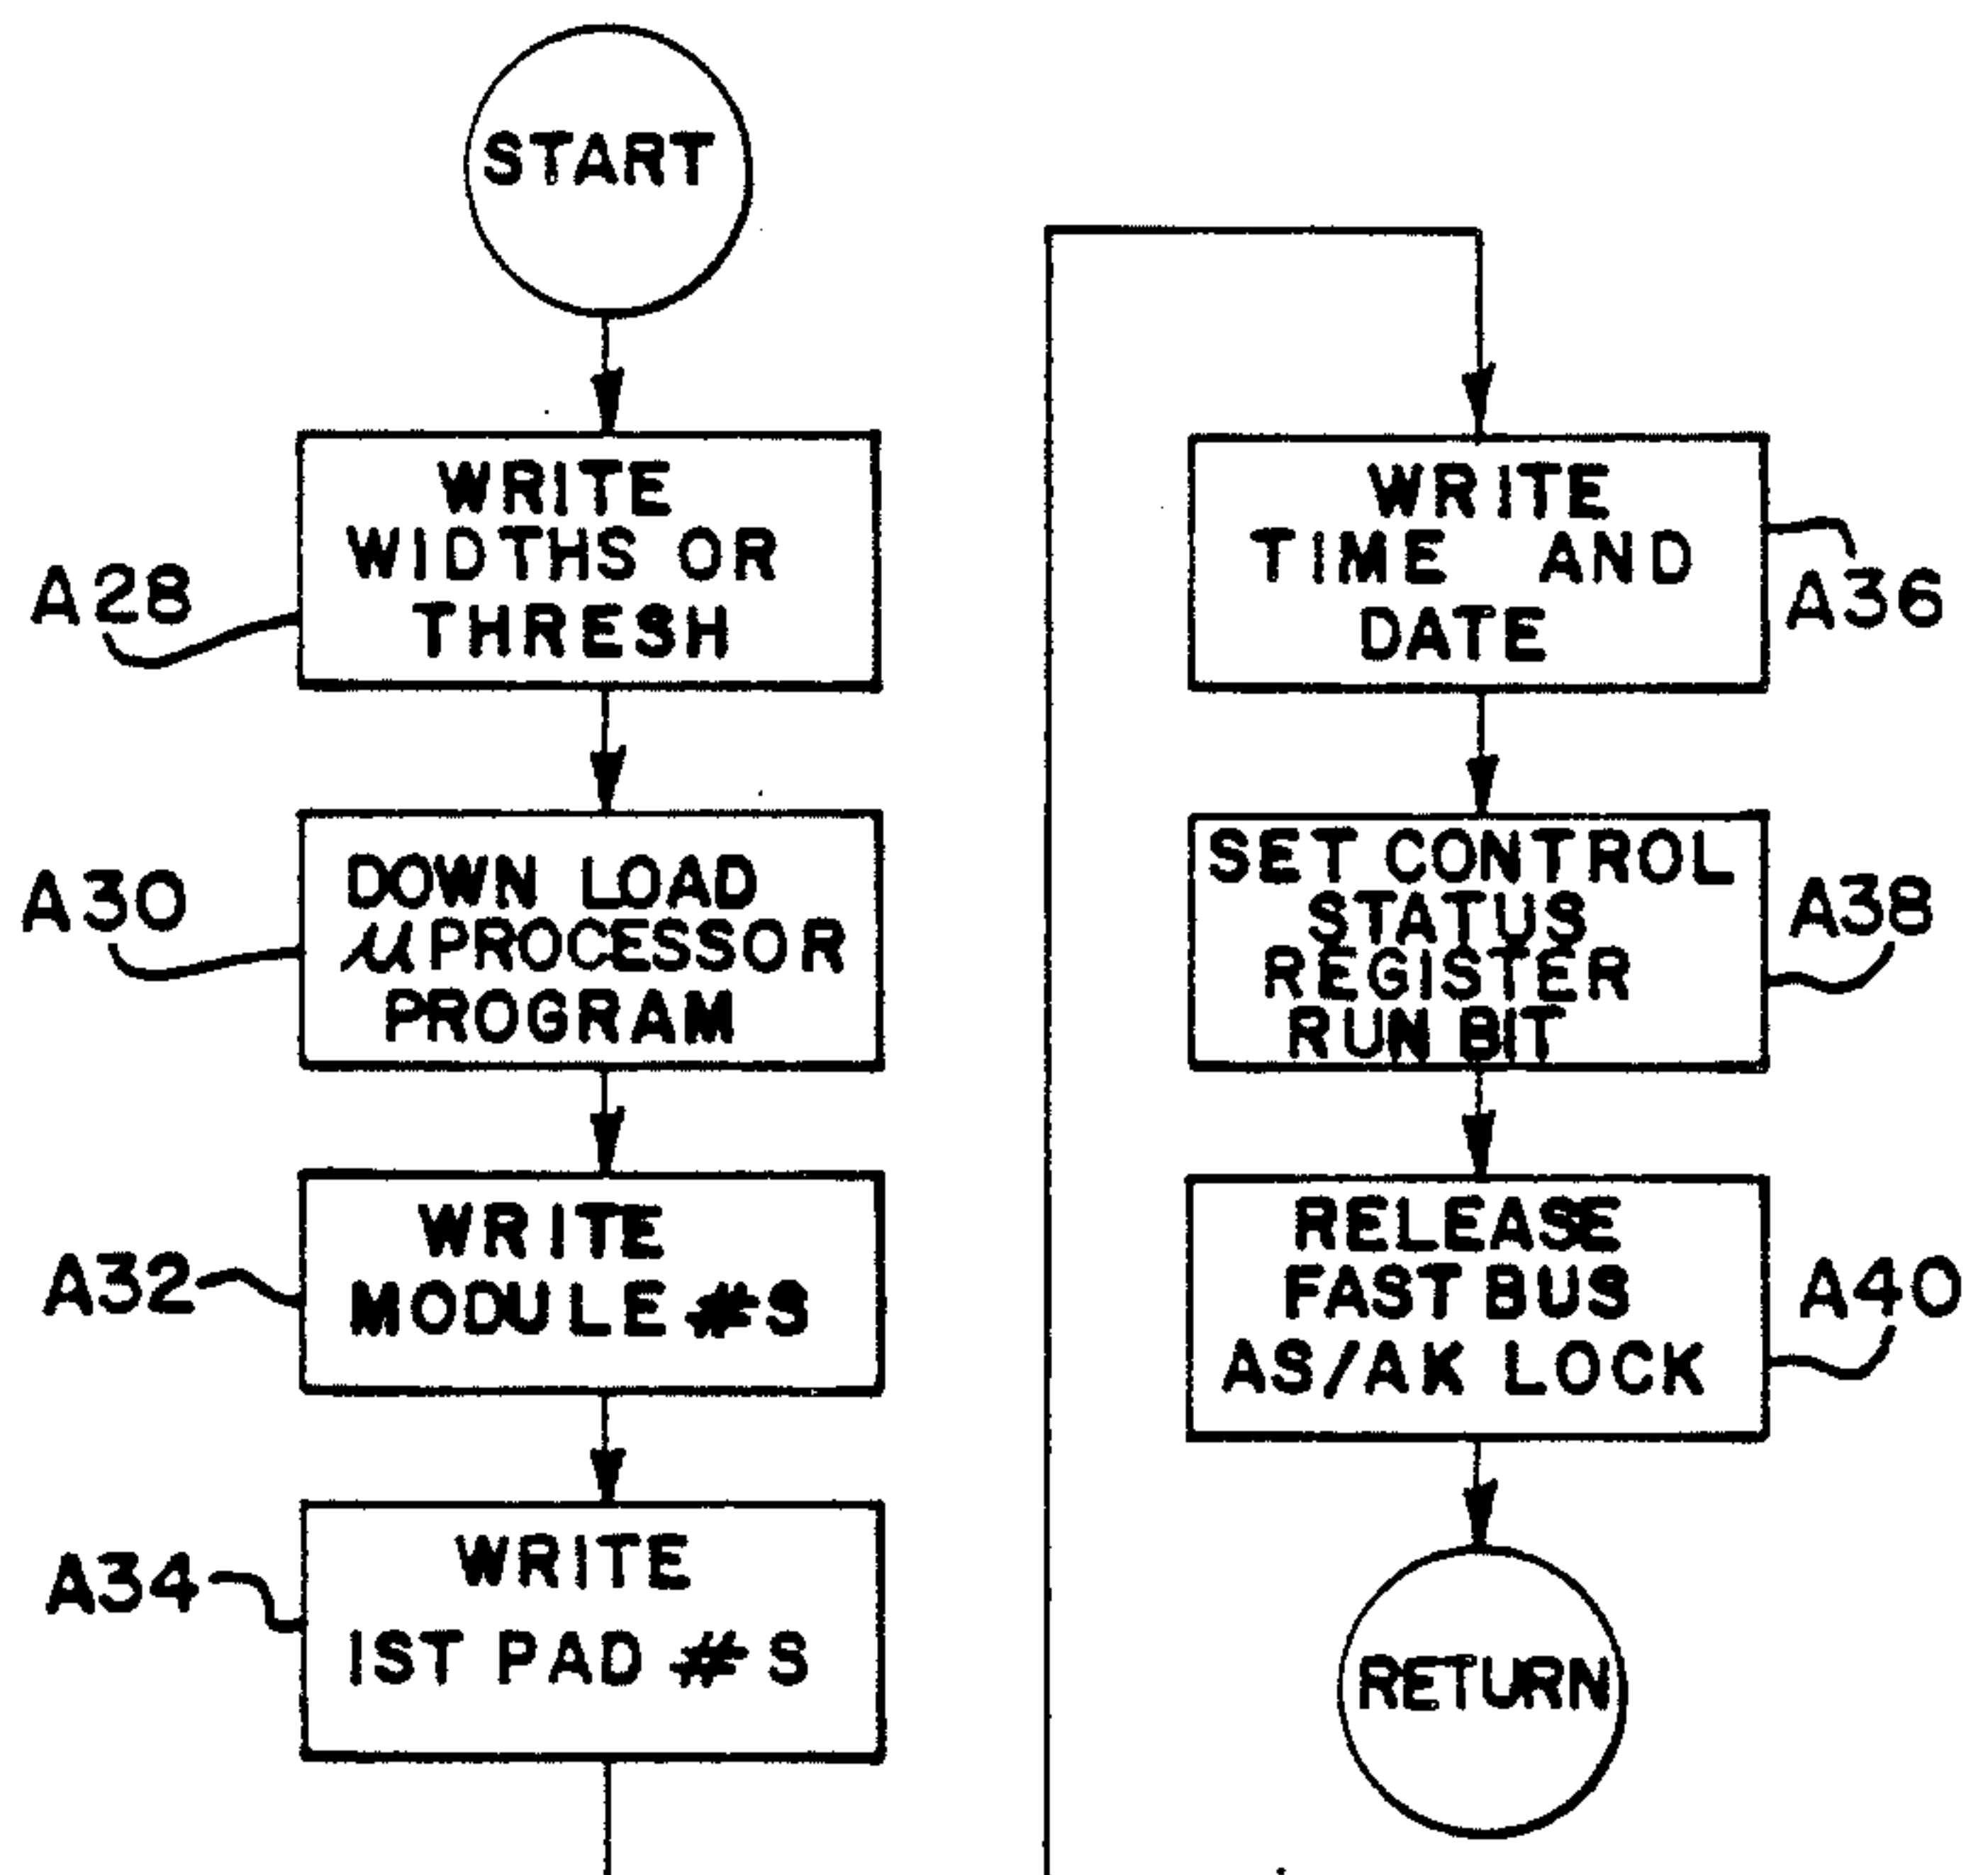 START
A28
WRITE
WIDTHS OR
THRESH
A30
DOWN LOAD
µPROCESSOR
PROGRAM
A32
WRITE
MODULE #S
A34
WRITE
1ST PAD #S
WRITE
TIME AND
DATE
A36
SET CONTROL
STATUS
REGISTER
RUN BIT
A38
RELEASE
FAST BUS
AS/AK LOCK
A40
RETURN